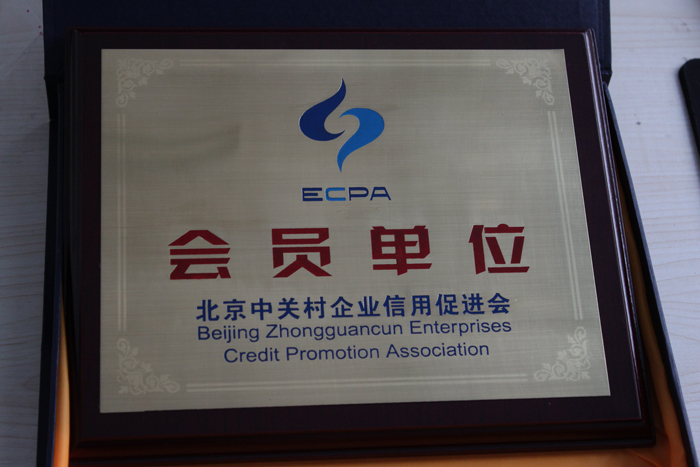 ECPA
会员单位
北京中关村企业信用促进会
Beijing Zhongguancun Enterprises
Credit Promotion Association